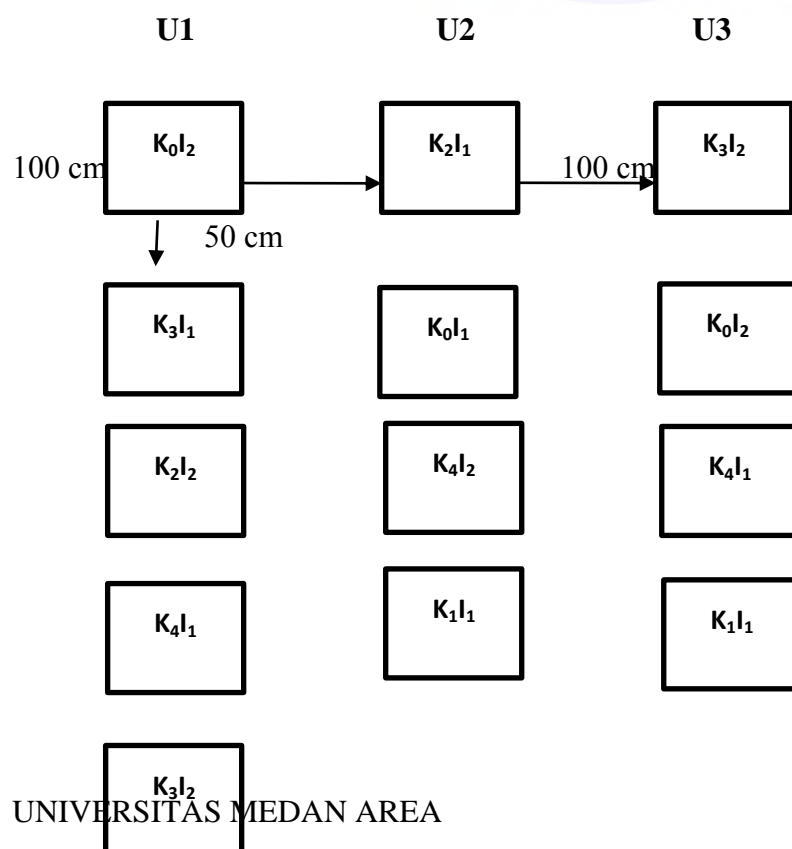 U1 U2 U3
K₀I₂ K₂I₁ K₃I₂
100 cm 100 cm
50 cm
K₃I₁ K₀I₁ K₀I₂
K₂I₂ K₄I₂ K₄I₁
K₄I₁ K₁I₁ K₁I₁
K₃I₂
UNIVERSITAS MEDAN AREA